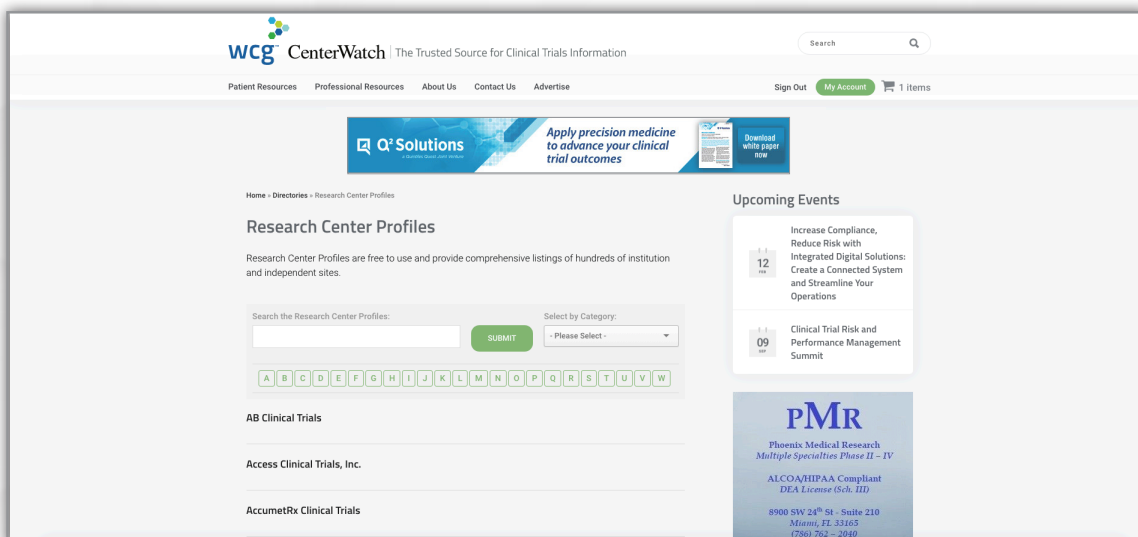 wcg™ CenterWatch The Trusted Source for Clinical Trials Information
Search
Patient Resources Professional Resources About Us Contact Us Advertise
Sign Out My Account 1 items
Q² Solutions
Apply precision medicine
to advance your clinical
trial outcomes
Download
white paper
now
Home » Directories » Research Center Profiles
Research Center Profiles
Research Center Profiles are free to use and provide comprehensive listings of hundreds of institution
and independent sites.
Search the Research Center Profiles:
SUBMIT
Select by Category:
- Please Select -
A B C D E F G H I J K L M N O P Q R S T U V W
AB Clinical Trials
Access Clinical Trials, Inc.
AccumetRx Clinical Trials
Upcoming Events
12
FEB
Increase Compliance,
Reduce Risk with
Integrated Digital Solutions:
Create a Connected System
and Streamline Your
Operations
09
Clinical Trial Risk and
Performance Management
Summit
PMR
Phoenix Medical Research
Multiple Specialties Phase II – IV
ALCOA/HIPAA Compliant
DEA License (Sch. III)
8900 SW 24th St - Suite 210
Miami, FL 33165
(786) 762 – 2040